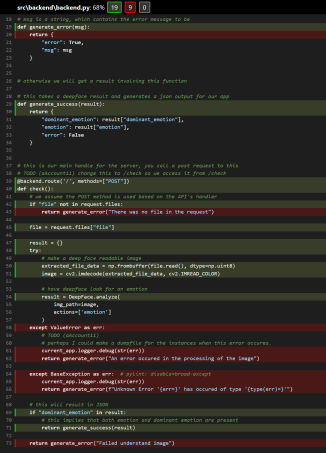 src\backend\backend.py: 68% 19 9 0
18 # msg is a string, which contains the error message to be
19 def generate_error(msg):
20 return {
21 "error": True,
22 "msg": msg
23 }
24
25
26 # otherwise we will get a result involving this function
27
28 # this takes a deepface result and generates a json output for our app
29 def generate_success(result):
30 return {
31 "dominant_emotion": result["dominant_emotion"],
32 "emotion": result["emotion"],
33 "error": False
34 }
35
36
37 # this is our main handle for the server, you call a post request to this
38 # TODO (akccount1) change this to /check so we access it from /check
39 @backend.route('/', methods=["POST"])
40 def check():
41 # we assume the POST method is used based on the API's handler
42 if "file" not in request.files:
43 return generate_error("There was no file in the request")
44
45 file = request.files["file"]
46
47 result = {}
48 try:
49 # make a deep face readable image
50 extracted_file_data = np.frombuffer(file.read(), dtype=np.uint8)
51 image = cv2.imdecode(extracted_file_data, cv2.IMREAD_COLOR)
52
53 # have deepface look for an emotion
54 result = DeepFace.analyze(
55 img_path=image,
56 actions=['emotion']
57 )
58 except ValueError as err:
59 # TODO (akccount11)
60 # perhaps I could make a dumpfile for the instances when this error occures.
61 current_app.logger.debug(str(err))
62 return generate_error("An error occured in the processing of the image")
63
64 except BaseException as err: # pylint: disable=broad-except
65 current_app.logger.debug(str(err))
66 return generate_error(f"Unknown Error '{err=}' has occured of type '{type(err)=}'")
67
68 # this will result in JSON
69 if "dominant_emotion" in result:
70 # this implies that both emotion and dominant emotion are present
71 return generate_success(result)
72
73 return generate_error("Failed understand image")